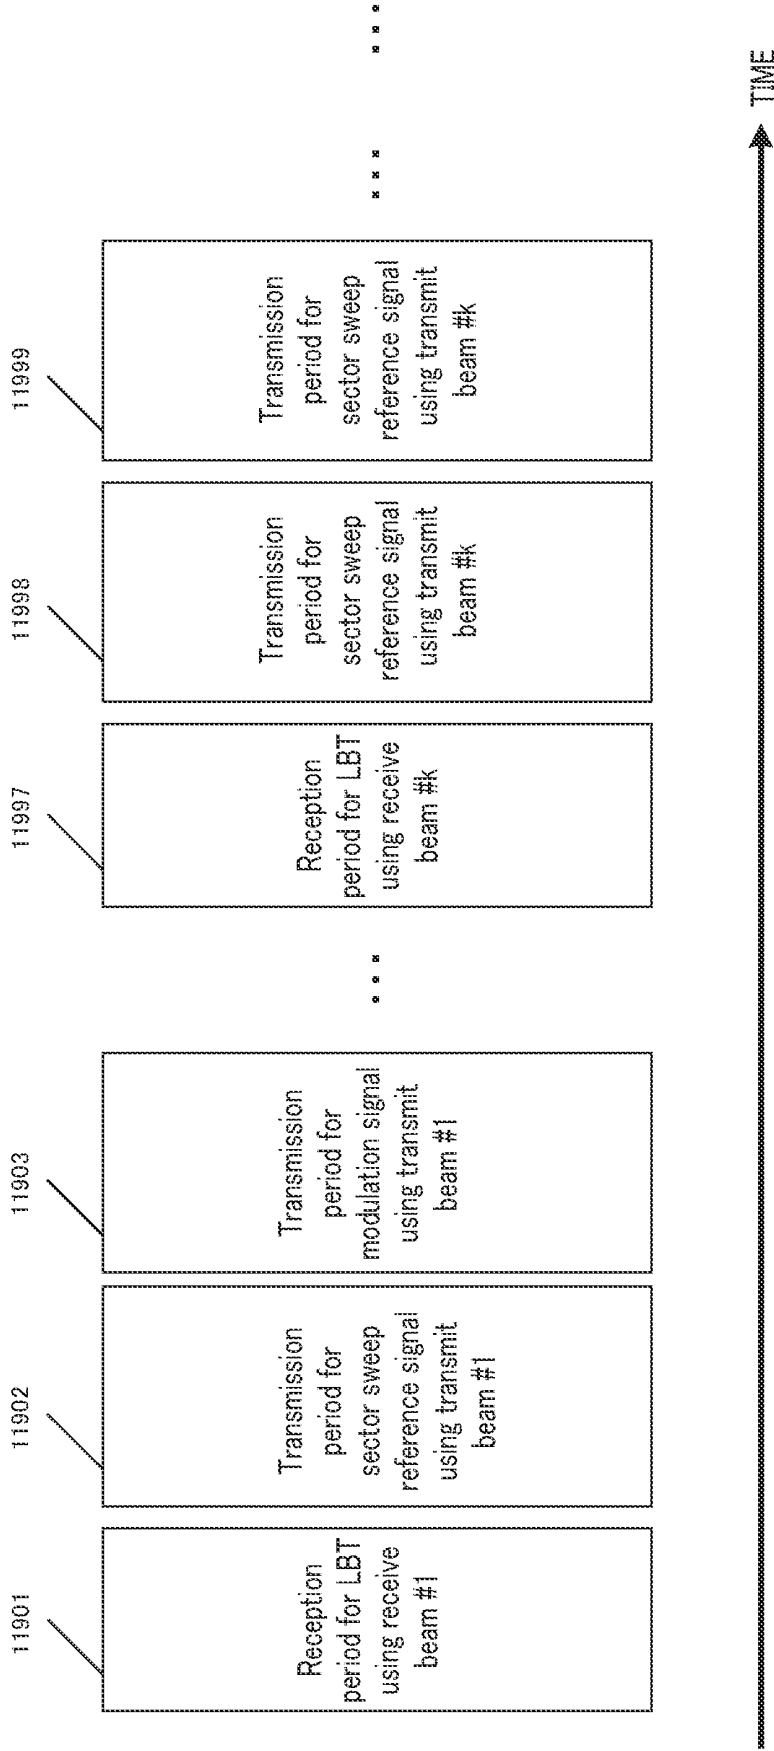 11901
Reception
period for LBT
using receive
beam #1
11902
Transmission
period for
sector sweep
reference signal
using transmit
beam #1
11903
Transmission
period for
modulation signal
using transmit
beam #1
...
11997
Reception
period for LBT
using receive
beam #k
11998
Transmission
period for
sector sweep
reference signal
using transmit
beam #k
11999
Transmission
period for
sector sweep
reference signal
using transmit
beam #k
...
...
TIME